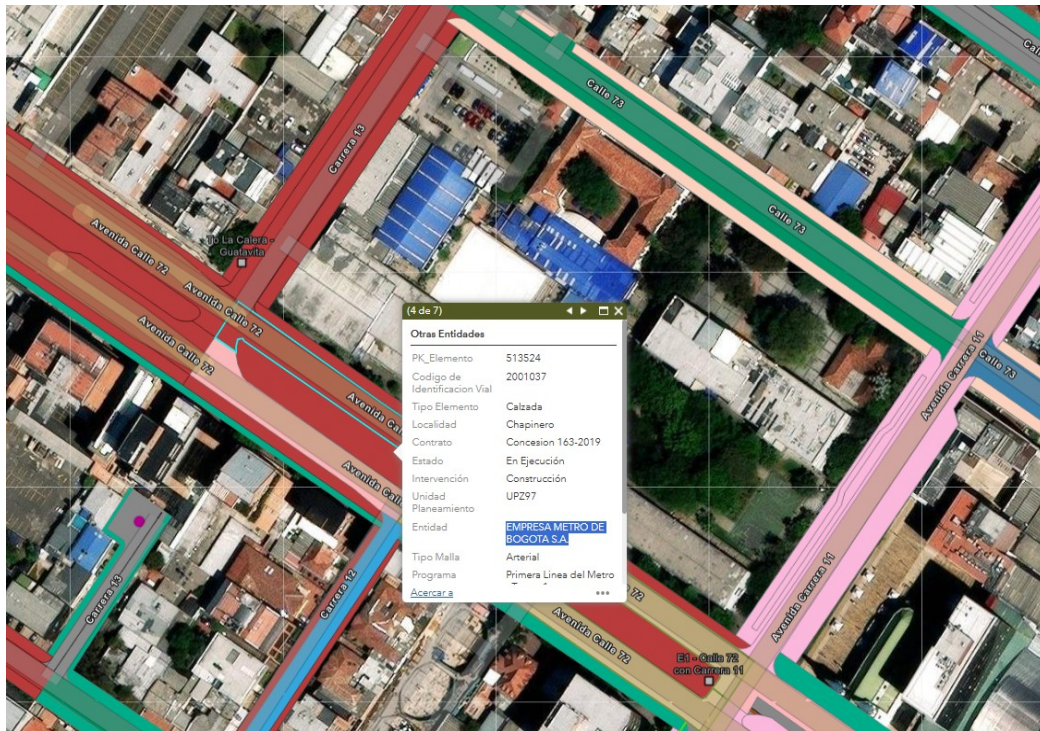 Calle 73
Cal
Carrera 13
Calle 73
Avenida Calle 72
o La Calera -
Guatavita
Avenida Calle 72
Avenida Calle 72
(4 de 7)
Otras Entidades
PK_Elemento 513524
Codigo de Identificacion Vial 2001037
Tipo Elemento Calzada
Localidad Chapinero
Contrato Concesion 163-2019
Estado En Ejecución
Intervención Construcción
Unidad Planeamiento UPZ97
Entidad EMPRESA METRO DE
BOGOTA S.A.
Tipo Malla Arterial
Programa Primera Linea del Metro
Acercar a
Avenida Carrera 11
Calle 73
Avenida Ca
Avenida Calle
Carrera 13
Carrera 12
72
Avenida Calle 72
Avenida Carrera 11
E1 - Calle 72
con Carrera 11